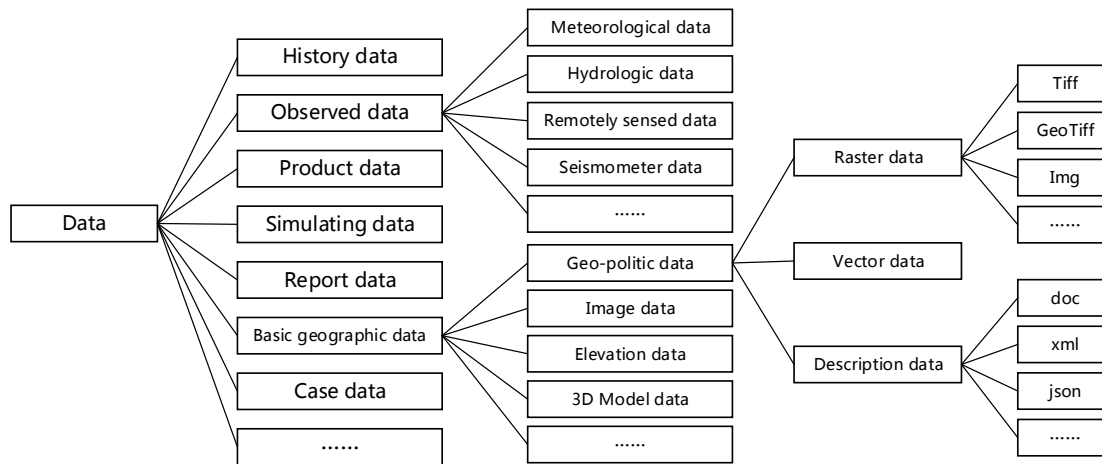 Data
History data
Observed data
Product data
Simulating data
Report data
Basic geographic data
Case data
……
Meteorological data
Hydrologic data
Remotely sensed data
Seismometer data
……
Geo-politic data
Image data
Elevation data
3D Model data
……
Raster data
Vector data
Description data
Tiff
GeoTiff
Img
……
doc
xml
json
……